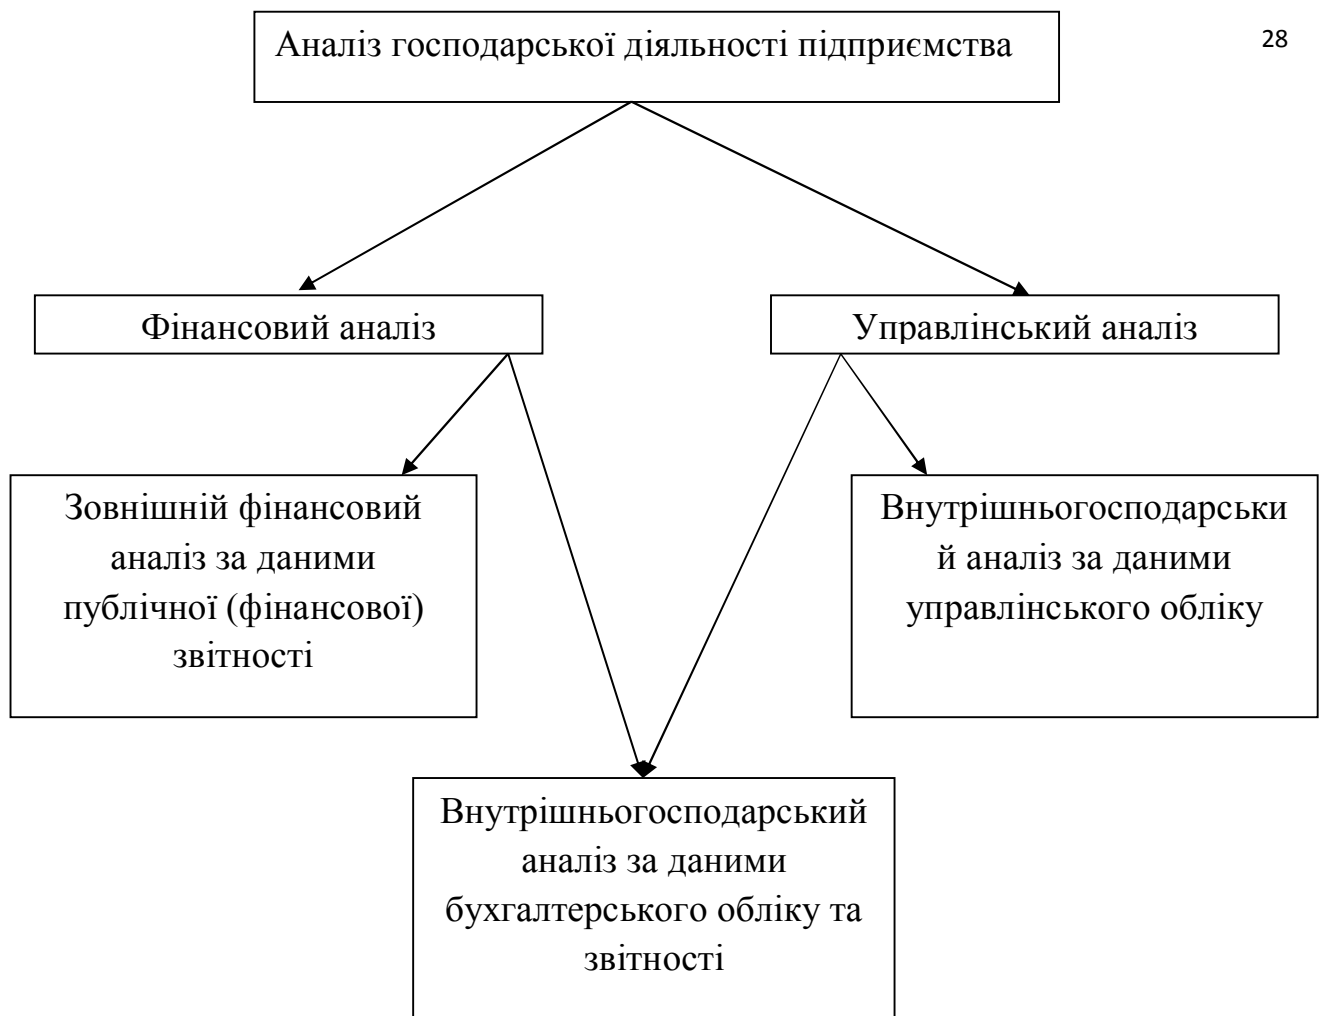 Аналіз господарської діяльності підприємства
28
Фінансовий аналіз
Управлінський аналіз
Зовнішній фінансовий
аналіз за даними
публічної (фінансової)
звітності
Внутрішньогосподарськи
й аналіз за даними
управлінського обліку
Внутрішньогосподарський
аналіз за даними
бухгалтерського обліку та
звітності